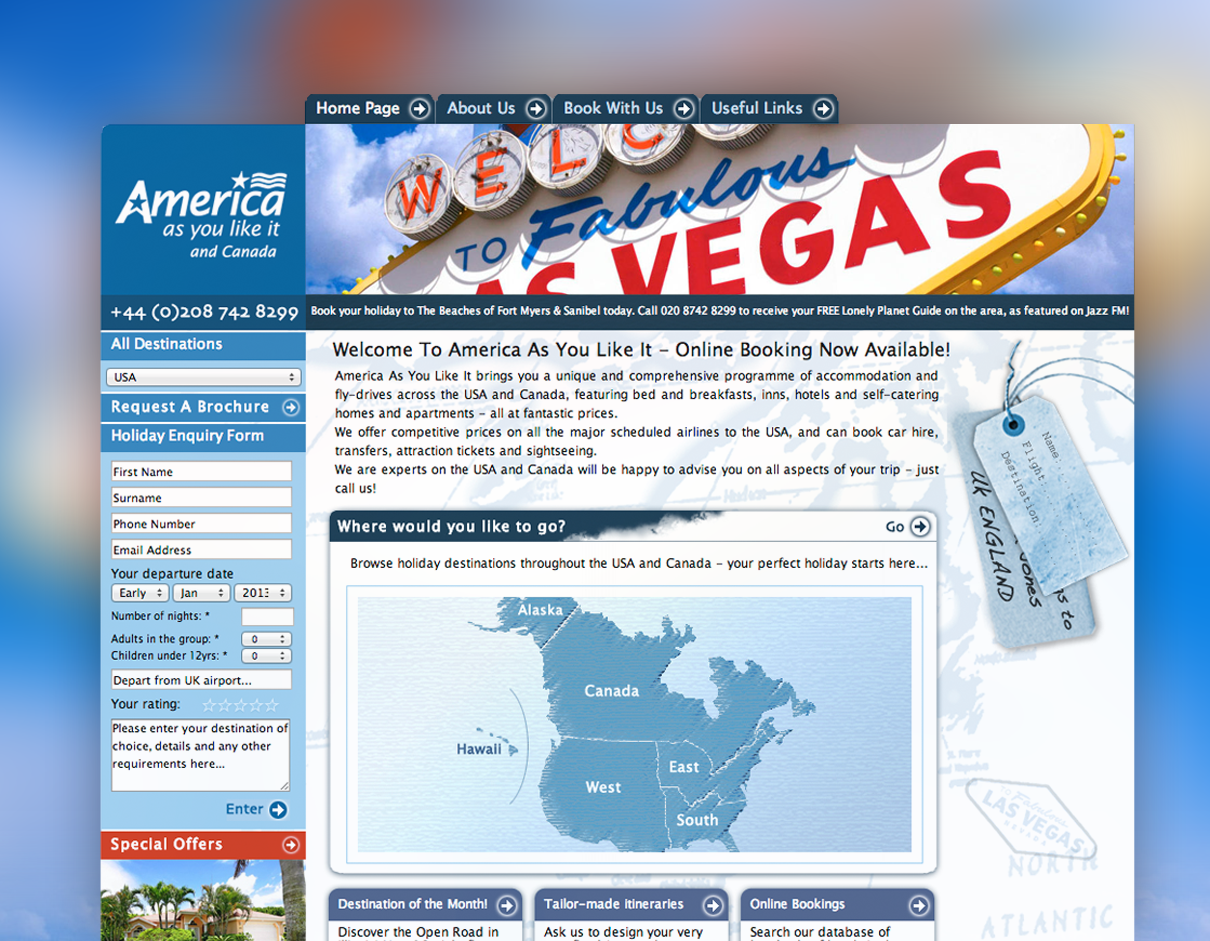 Home Page
About Us
Book With Us
Useful Links
America
as you like it
and Canada
WELC
TO Fabulous
LAS VEGAS
+44 (0)208 742 8299
Book your holiday to The Beaches of Fort Myers & Sanibel today. Call 020 8742 8299 to receive your FREE Lonely Planet Guide on the area, as featured on Jazz FM!
All Destinations
USA
Request A Brochure
Holiday Enquiry Form
First Name
Surname
Phone Number
Email Address
Your departure date
Early Jan 2013
Number of nights: *
Adults in the group: * 0
Children under 12yrs: * 0
Depart from UK airport...
Your rating:
Please enter your destination of
choice, details and any other
requirements here...
Enter
Special Offers
Welcome To America As You Like It – Online Booking Now Available!
America As You Like It brings you a unique and comprehensive programme of accommodation and
fly-drives across the USA and Canada, featuring bed and breakfasts, inns, hotels and self-catering
homes and apartments – all at fantastic prices.
We offer competitive prices on all the major scheduled airlines to the USA, and can book car hire,
transfers, attraction tickets and sightseeing.
We are experts on the USA and Canada will be happy to advise you on all aspects of your trip – just
call us!
Where would you like to go?
Go
Browse holiday destinations throughout the USA and Canada – your perfect holiday starts here...
Alaska
Canada
Hawaii
East
West
South
Name:
Flight:
Destination:
UK ENGLAND
Jones
to
to Fabulous
LAS VEGAS
NORTH
ATLANTIC
Destination of the Month!
Discover the Open Road in
Tailor-made itineraries
Ask us to design your very
Online Bookings
Search our database of